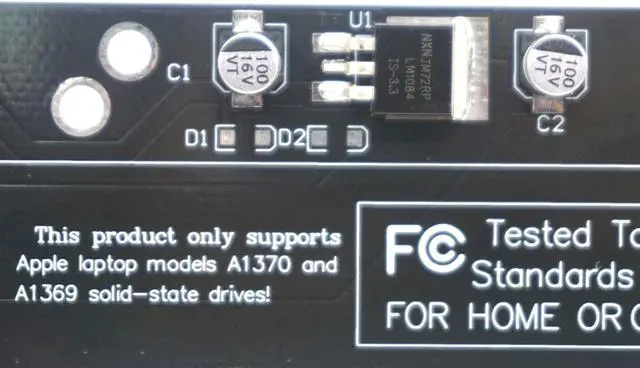 U1
C1
100
16V
VT
NXNJM72RP
LM1084
IS-3.3
100
16V
VT
C2
D1
D2
This product only supports
Apple laptop models A1370 and
A1369 solid-state drives!
FC Tested To
Standards
FOR HOME OR